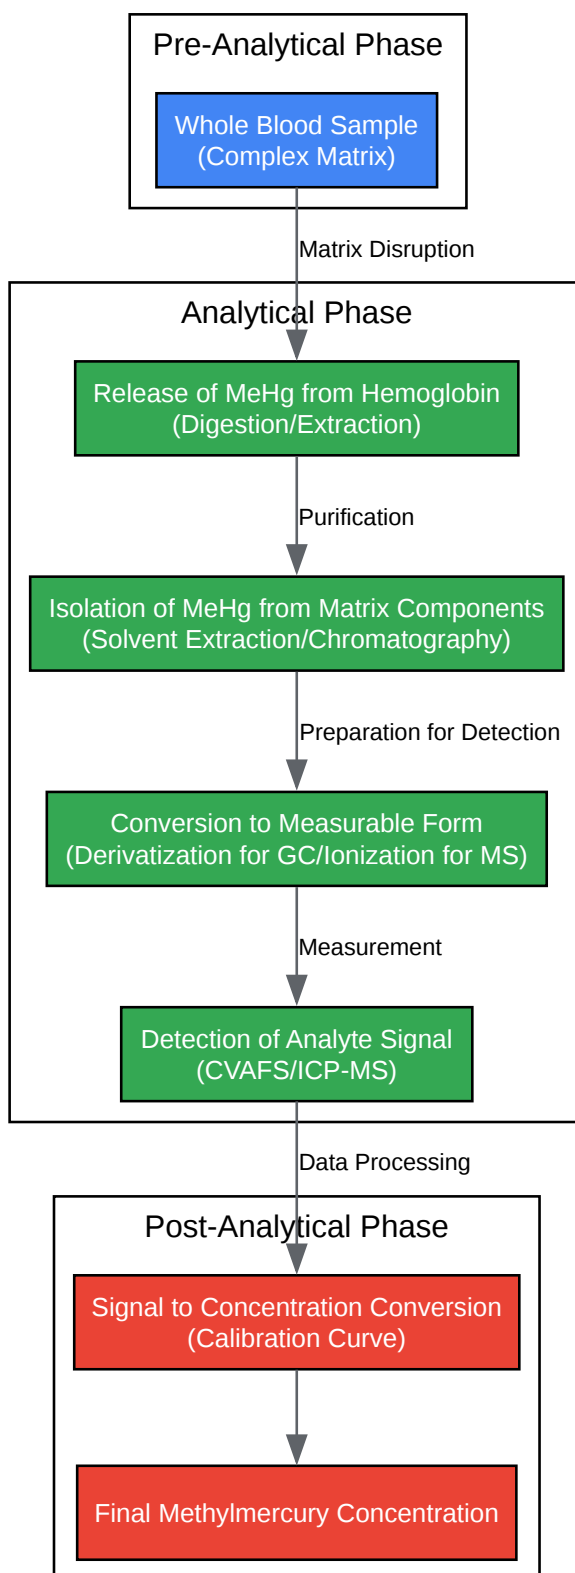 Pre-Analytical Phase
Whole Blood Sample
(Complex Matrix)
Matrix Disruption
Analytical Phase
Release of MeHg from Hemoglobin
(Digestion/Extraction)
Purification
Isolation of MeHg from Matrix Components
(Solvent Extraction/Chromatography)
Preparation for Detection
Conversion to Measurable Form
(Derivatization for GC/Ionization for MS)
Measurement
Detection of Analyte Signal
(CVAFS/ICP-MS)
Data Processing
Post-Analytical Phase
Signal to Concentration Conversion
(Calibration Curve)
Final Methylmercury Concentration